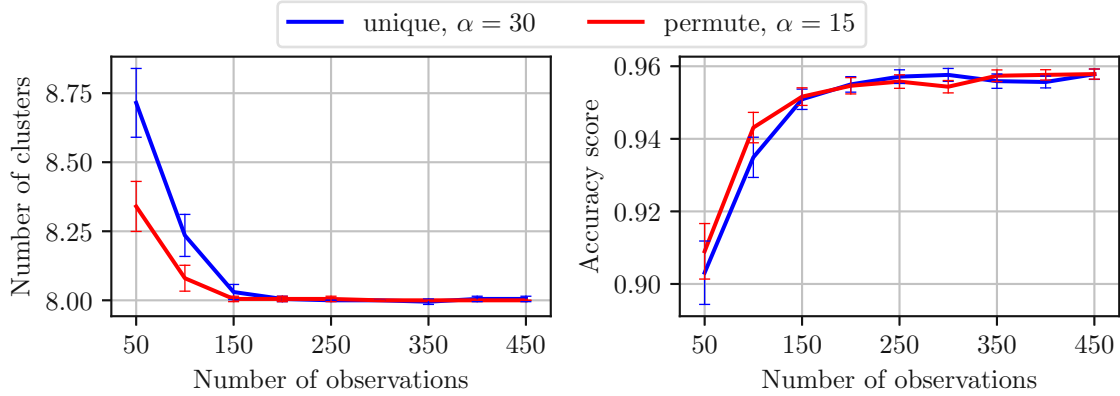 unique, α = 30 permute, α = 15
Number of clusters
8.75
8.50
8.25
8.00
50 150 250 350 450
Number of observations
Accuracy score
0.96
0.94
0.92
0.90
50 150 250 350 450
Number of observations